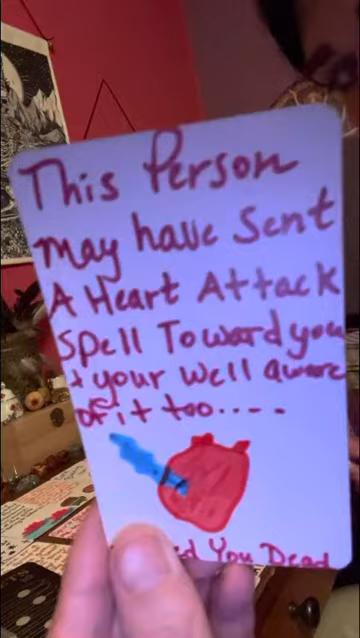 This Person
May have Sent
A Heart Attack
Spell Toward you
& your Well aware
of it too....
You Dead